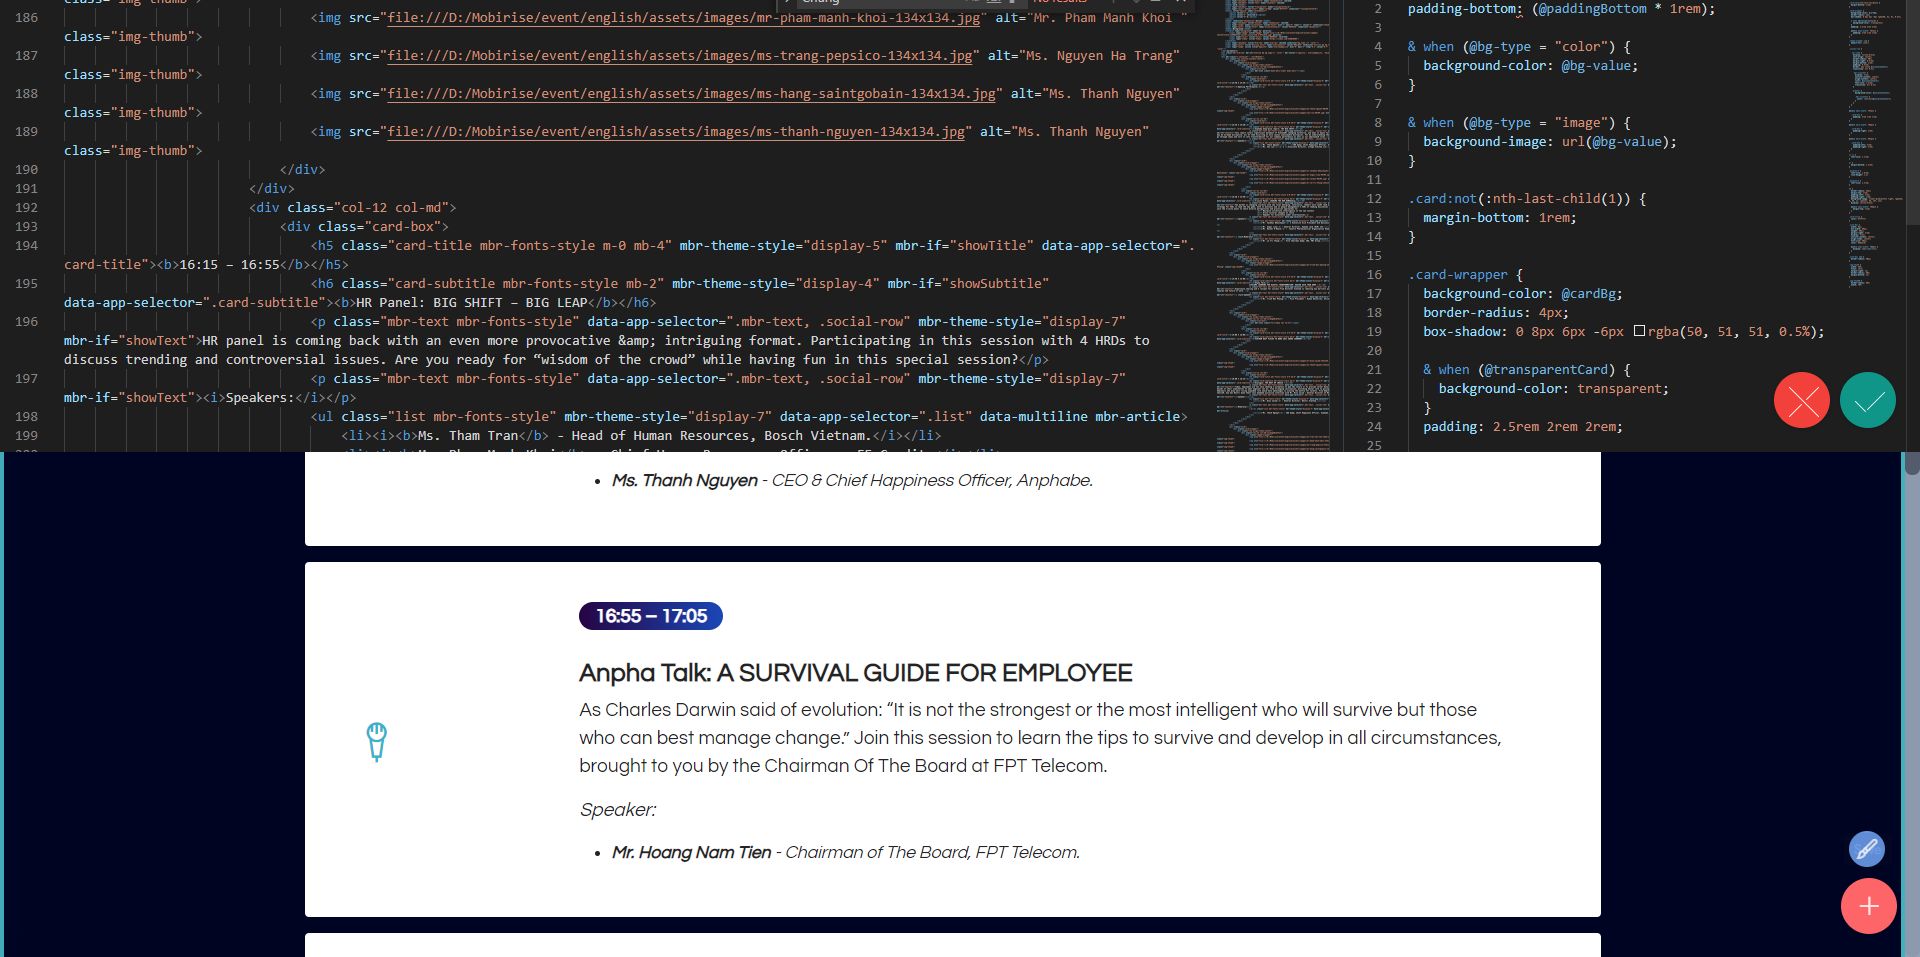 186 <img src="file:///D:/Mobirise/event/english/assets/images/mr-pham-manh-khoi-134x134.jpg" alt="Mr. Pham Manh Khoi "
class="img-thumb">
187 <img src="file:///D:/Mobirise/event/english/assets/images/ms-trang-pepsico-134x134.jpg" alt="Ms. Nguyen Ha Trang"
class="img-thumb">
188 <img src="file:///D:/Mobirise/event/english/assets/images/ms-hang-saintgobain-134x134.jpg" alt="Ms. Thanh Nguyen"
class="img-thumb">
189 <img src="file:///D:/Mobirise/event/english/assets/images/ms-thanh-nguyen-134x134.jpg" alt="Ms. Thanh Nguyen"
class="img-thumb">
190 </div>
191 </div>
192 <div class="col-12 col-md">
193 <div class="card-box">
194 <h5 class="card-title mbr-fonts-style m-0 mb-4" mbr-theme-style="display-5" mbr-if="showTitle" data-app-selector=".
card-title"><b>16:15 – 16:55</b></h5>
195 <h6 class="card-subtitle mbr-fonts-style mb-2" mbr-theme-style="display-4" mbr-if="showSubtitle"
data-app-selector=".card-subtitle"><b>HR Panel: BIG SHIFT – BIG LEAP</b></h6>
196 <p class="mbr-text mbr-fonts-style" data-app-selector=".mbr-text, .social-row" mbr-theme-style="display-7"
mbr-if="showText">HR panel is coming back with an even more provocative &amp; intriguing format. Participating in this session with 4 HRDs to
discuss trending and controversial issues. Are you ready for “wisdom of the crowd” while having fun in this special session?</p>
197 <p class="mbr-text mbr-fonts-style" data-app-selector=".mbr-text, .social-row" mbr-theme-style="display-7"
mbr-if="showText"><i>Speakers:</i></p>
198 <ul class="list mbr-fonts-style" mbr-theme-style="display-7" data-app-selector=".list" data-multiline mbr-article>
199 <li><i><b>Ms. Tham Tran</b> - Head of Human Resources, Bosch Vietnam.</i></li>
2 padding-bottom: (@paddingBottom * 1rem);
3
4 & when (@bg-type = "color") {
5 background-color: @bg-value;
6 }
7
8 & when (@bg-type = "image") {
9 background-image: url(@bg-value);
10 }
11
12 .card:not(:nth-last-child(1)) {
13 margin-bottom: 1rem;
14 }
15
16 .card-wrapper {
17 background-color: @cardBg;
18 border-radius: 4px;
19 box-shadow: 0 8px 6px -6px rgba(50, 51, 51, 0.5%);
20
21 & when (@transparentCard) {
22 background-color: transparent;
23 }
24 padding: 2.5rem 2rem 2rem;
25
• Ms. Thanh Nguyen - CEO & Chief Happiness Officer, Anphabe.
16:55 – 17:05
Anpha Talk: A SURVIVAL GUIDE FOR EMPLOYEE
As Charles Darwin said of evolution: “It is not the strongest or the most intelligent who will survive but those
who can best manage change.” Join this session to learn the tips to survive and develop in all circumstances,
brought to you by the Chairman Of The Board at FPT Telecom.
Speaker:
• Mr. Hoang Nam Tien - Chairman of The Board, FPT Telecom.